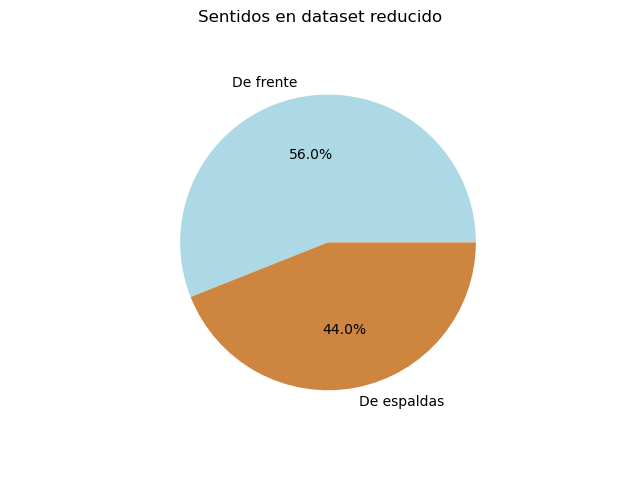 Sentidos en dataset reducido
De frente
56.0%
44.0%
De espaldas